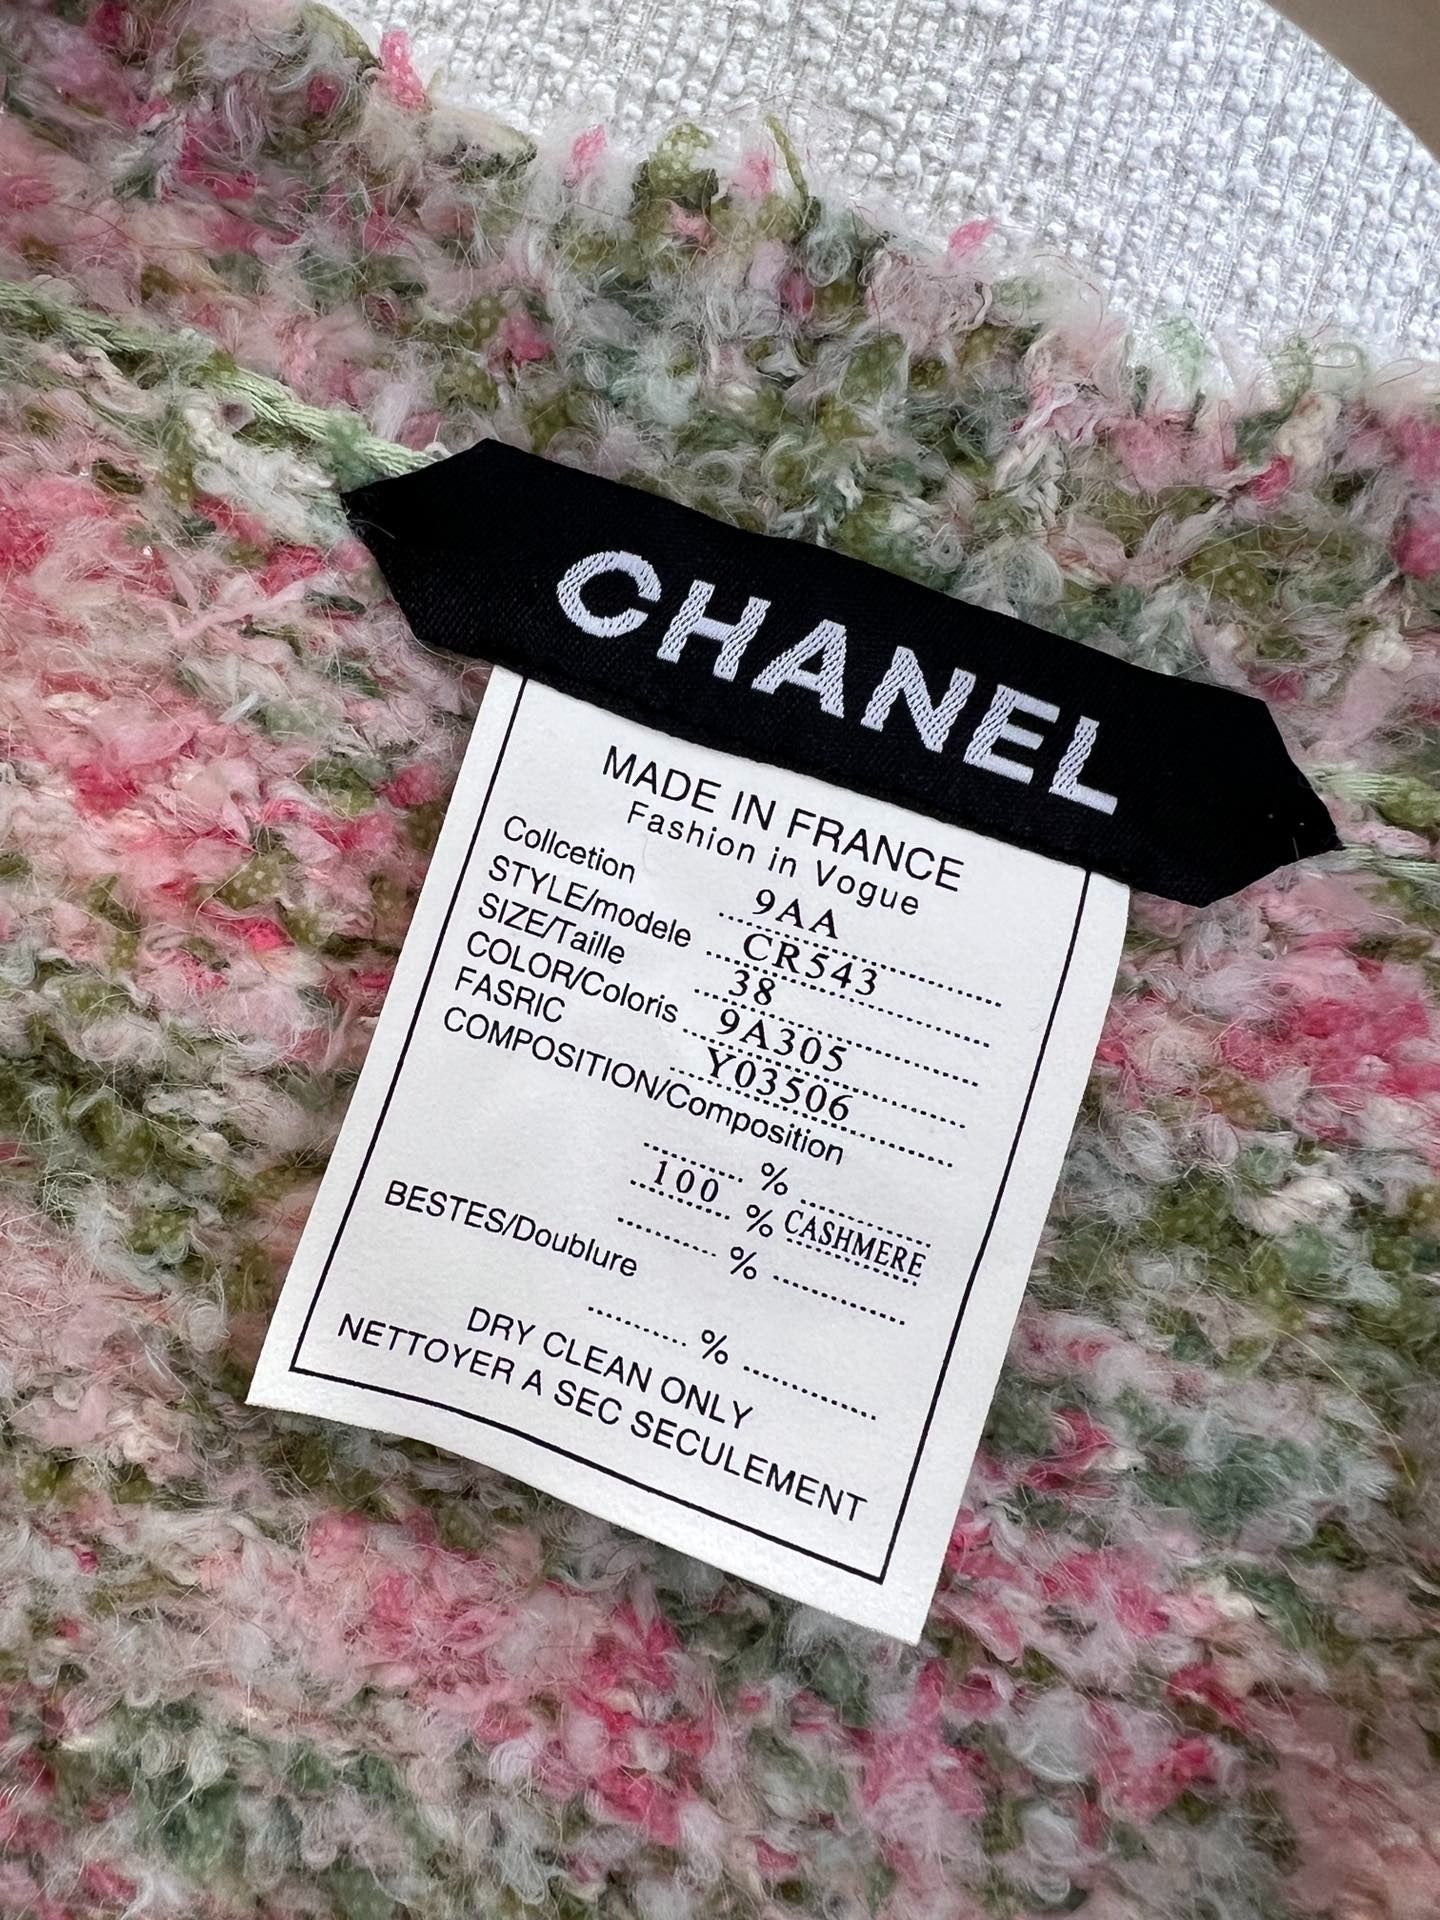 CHANEL
MADE IN FRANCE
Fashion in Vogue
Collcetion 9AA
STYLE/modele CR543
SIZE/Taille 38
COLOR/Coloris 9A305
FASRIC Y03506
COMPOSITION/Composition
%
100 % CASHMERE
%
BESTES/Doublure
%
DRY CLEAN ONLY
NETTOYER A SEC SECULEMENT